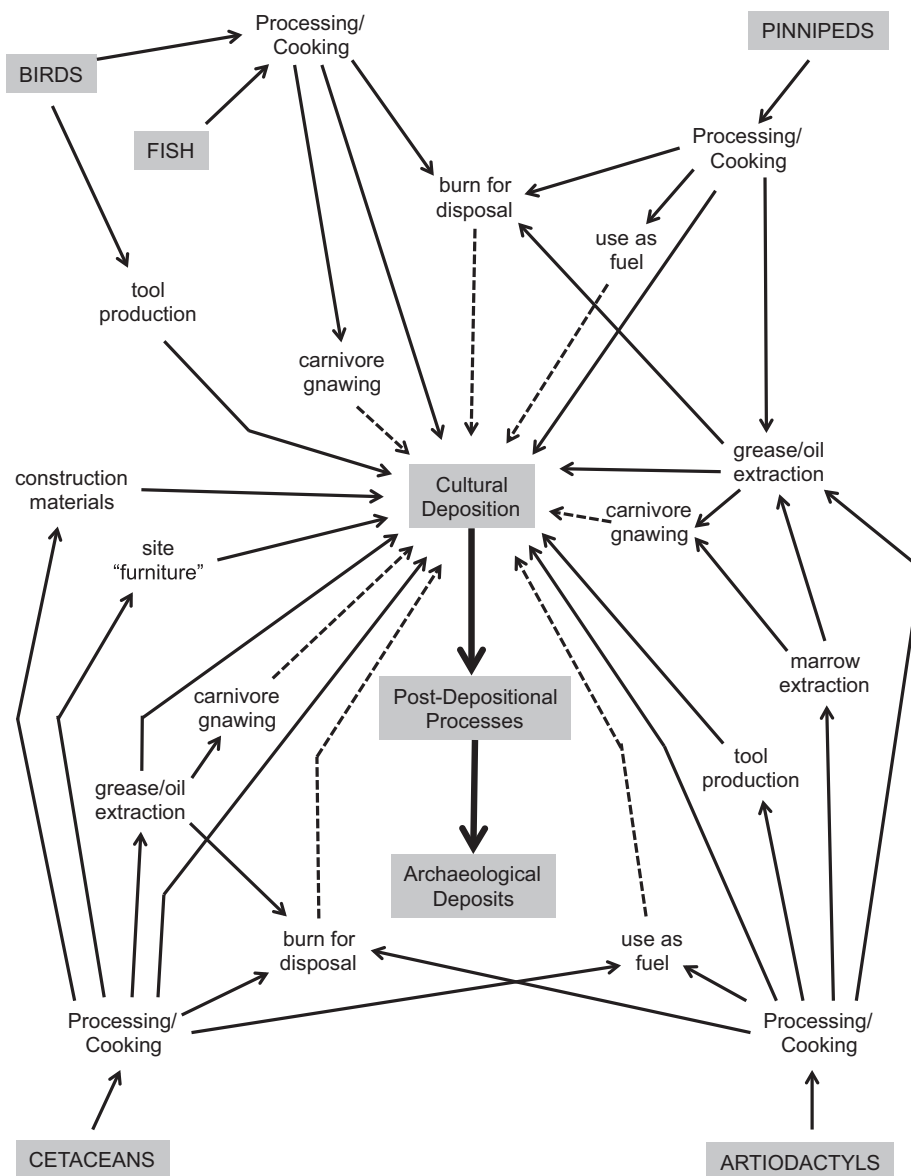 Processing/
Cooking
PINNIPEDS
BIRDS
FISH
Processing/
Cooking
burn for
disposal
use as
fuel
tool
production
carnivore
gnawing
grease/oil
extraction
construction
materials
Cultural
Deposition
carnivore
gnawing
site
“furniture”
marrow
extraction
carnivore
gnawing
Post-Depositional
Processes
tool
production
grease/oil
extraction
Archaeological
Deposits
burn for
disposal
use as
fuel
Processing/
Cooking
Processing/
Cooking
CETACEANS
ARTIODACTYLS